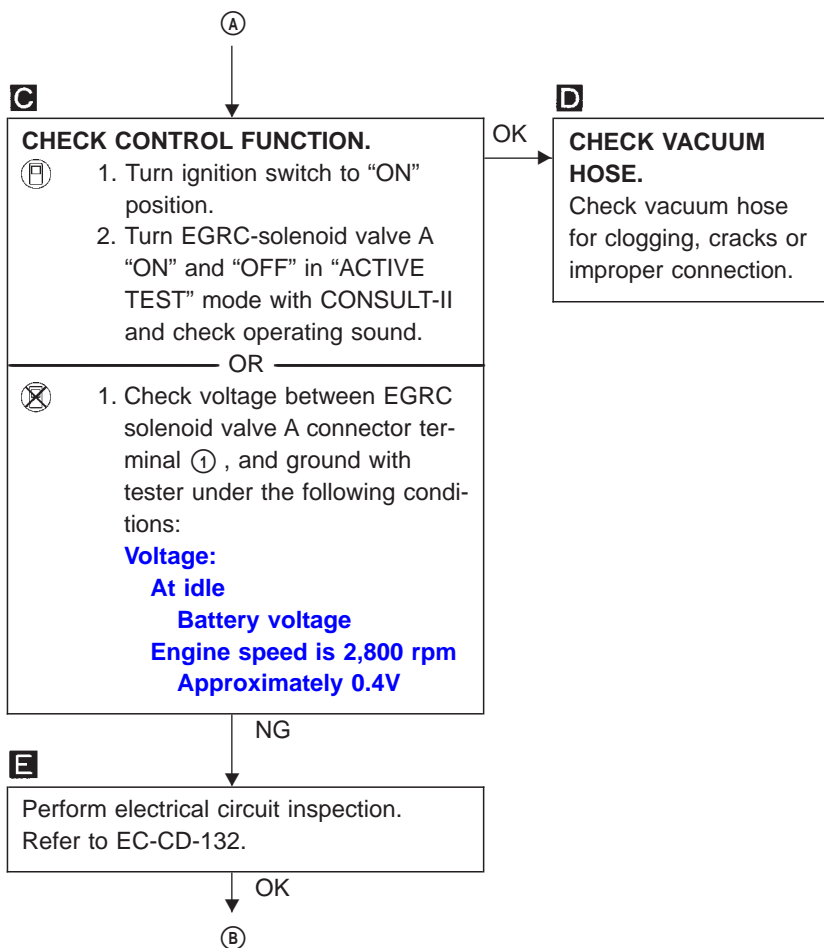 Ⓐ
C
CHECK CONTROL FUNCTION.
1. Turn ignition switch to “ON”
position.
2. Turn EGRC-solenoid valve A
“ON” and “OFF” in “ACTIVE
TEST” mode with CONSULT-II
and check operating sound.
OR
1. Check voltage between EGRC
solenoid valve A connector ter-
minal ① , and ground with
tester under the following condi-
tions:
Voltage:
At idle
Battery voltage
Engine speed is 2,800 rpm
Approximately 0.4V
OK
D
CHECK VACUUM
HOSE.
Check vacuum hose
for clogging, cracks or
improper connection.
NG
E
Perform electrical circuit inspection.
Refer to EC-CD-132.
OK
Ⓑ